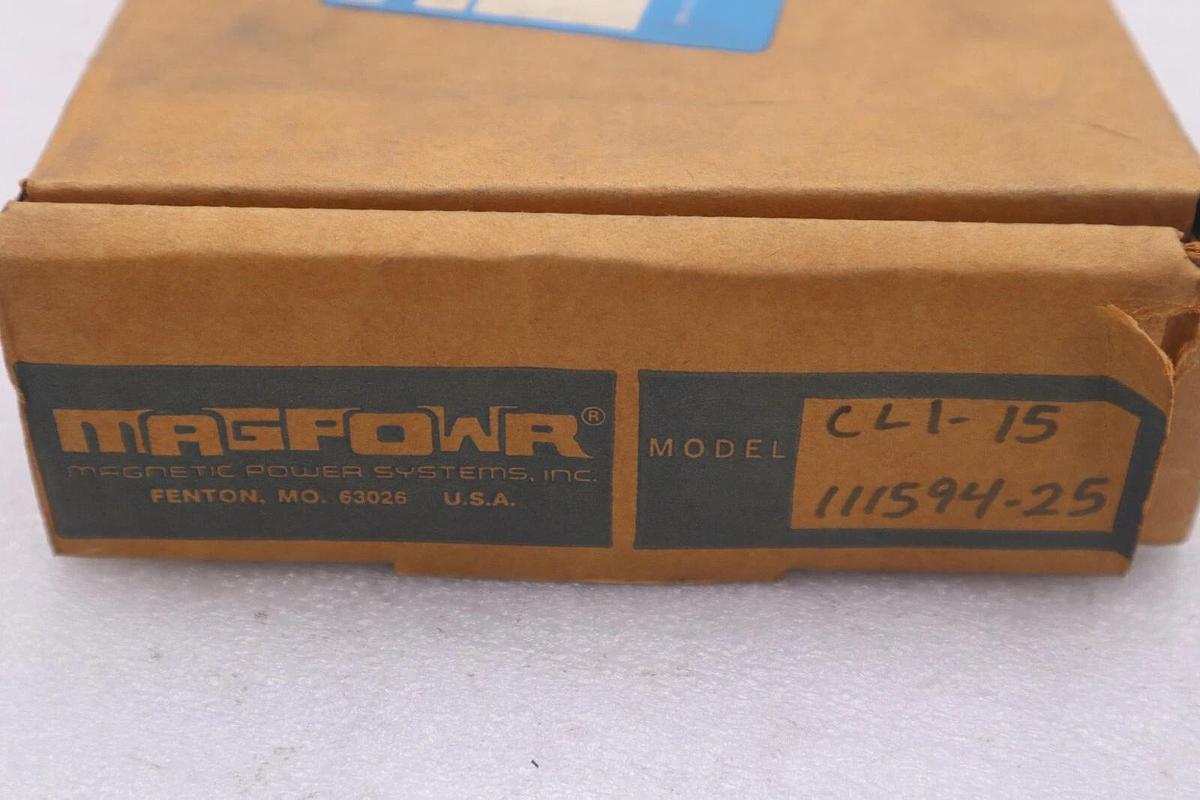 MAGPOWR®
MAGNETIC POWER SYSTEMS, INC.
FENTON, MO. 63026 U.S.A.
MODEL
CL1-15
111594-25